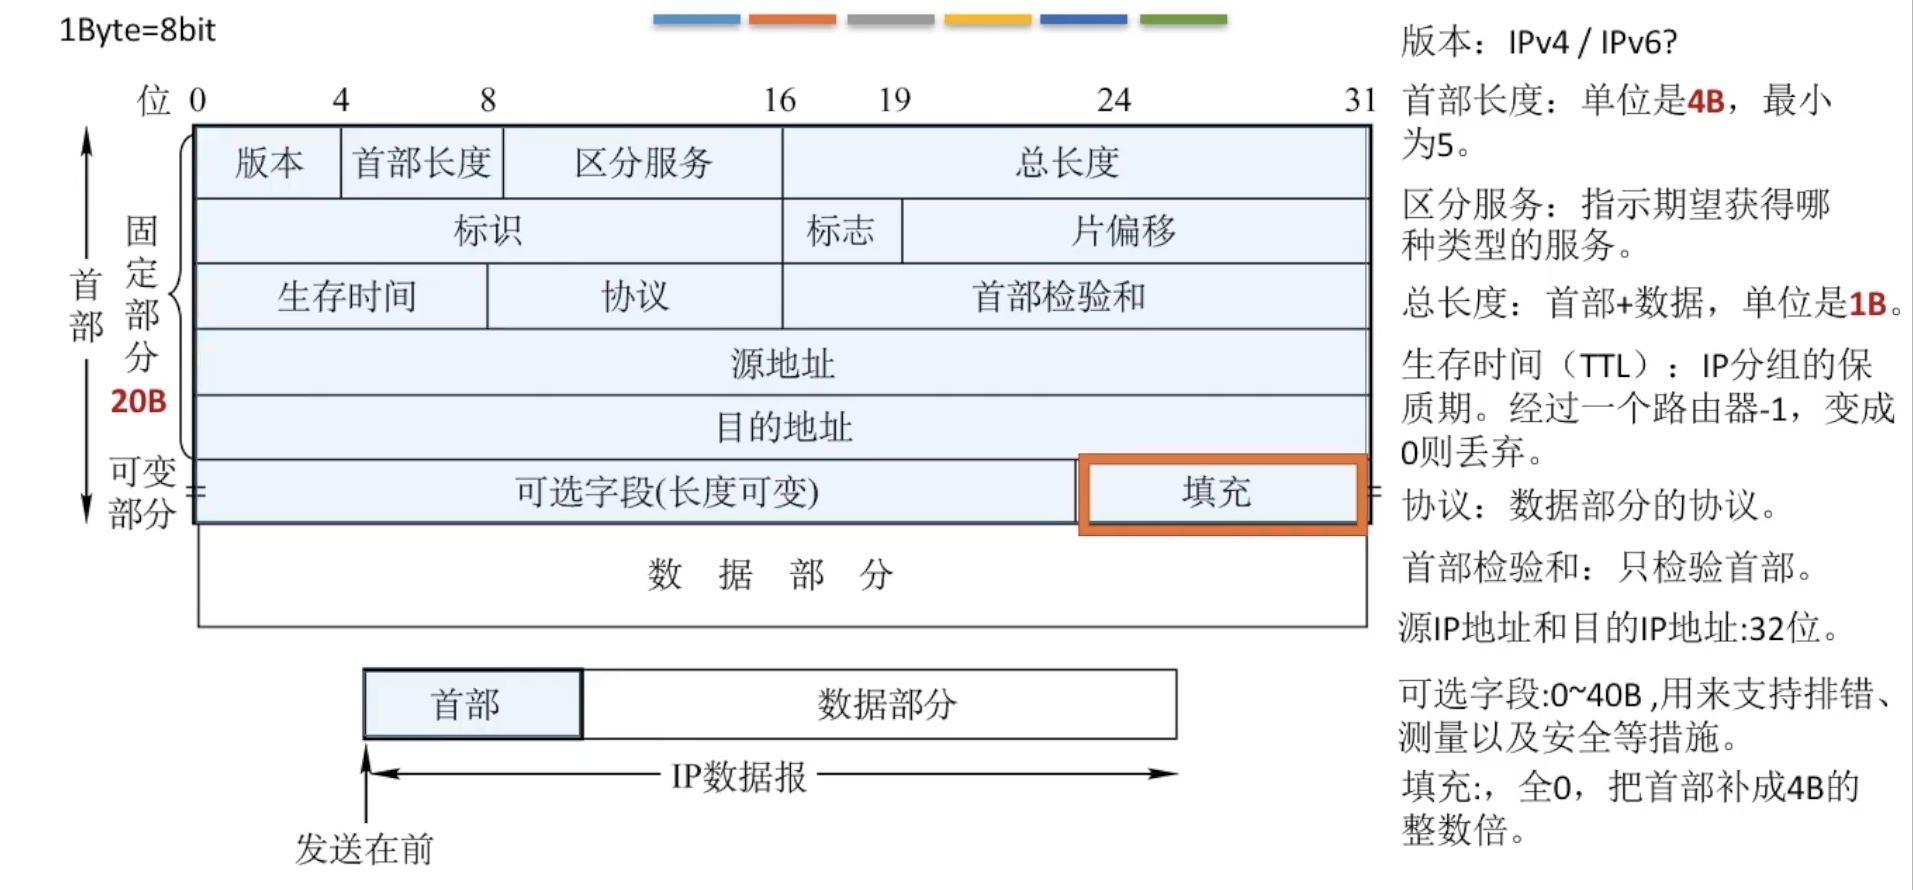 1Byte=8bit
位 0 4 8 16 19 24 31
版本 首部长度 区分服务 总长度
标识 标志 片偏移
生存时间 协议 首部检验和
源地址
目的地址
可选字段(长度可变) 填充
数 据 部 分
首部
固定部分
20B
可变
部分
首部 数据部分
IP数据报
发送在前
版本：IPv4 / IPv6?
首部长度：单位是4B，最小
为5。
区分服务：指示期望获得哪
种类型的服务。
总长度：首部+数据，单位是1B。
生存时间（TTL）：IP分组的保
质期。经过一个路由器-1，变成
0则丢弃。
协议：数据部分的协议。
首部检验和：只检验首部。
源IP地址和目的IP地址:32位。
可选字段:0~40B ,用来支持排错、
测量以及安全等措施。
填充:，全0，把首部补成4B的
整数倍。